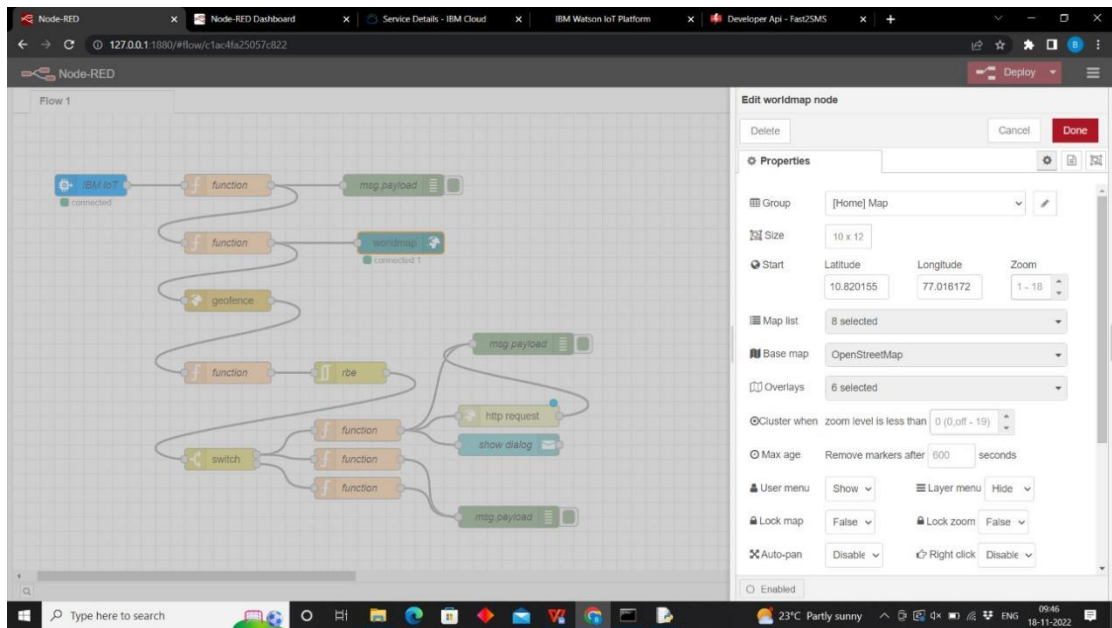 Node-RED
Node-RED Dashboard
Service Details - IBM Cloud
IBM Watson IoT Platform
Developer Api - Fast2SMS
127.0.0.1:1880/#flow/c1ac4fa25057c822
B
Node-RED
Deploy
Flow 1
Edit worldmap node
Delete
Cancel
Done
Properties
IBM IoT
connected
function
msg.payload
function
worldmap
connected 1
geofence
function
rbe
msg.payload
function
http request
switch
function
show dialog
function
msg.payload
Group
[Home] Map
Size
10 x 12
Start
Latitude
Longitude
Zoom
10.820155
77.016172
1 - 18
Map list
8 selected
Base map
OpenStreetMap
Overlays
6 selected
Cluster when zoom level is less than 0 (0,off - 19)
Max age
Remove markers after 600 seconds
User menu
Show
Layer menu
Hide
Lock map
False
Lock zoom
False
Auto-pan
Disable
Right click
Disable
Enabled
Type here to search
23°C Partly sunny
ENG
09:46
18-11-2022